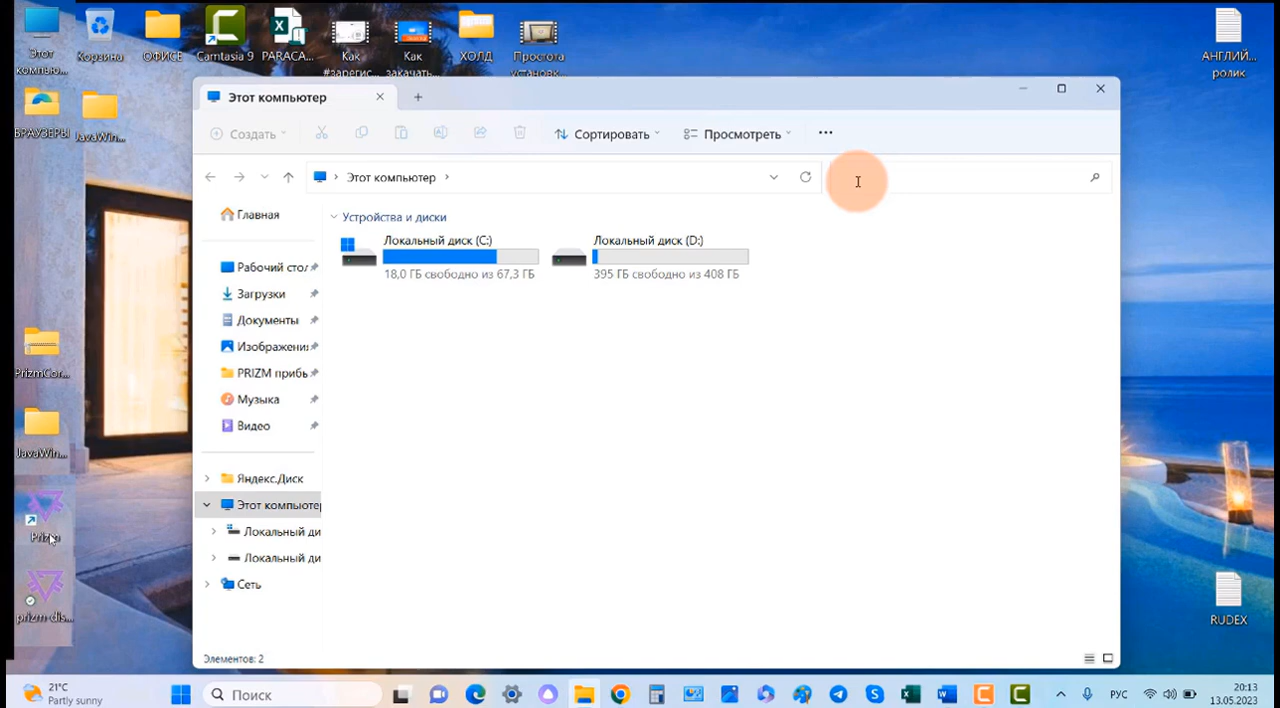 Этот компью...
Корзина
ОФИСЕ
Camtasia 9
PARACA...
Как #зарегис...
Как закачать...
ХОЛД
Простота установк...
АНГЛИЙ... ролик
БРАУЗЕРЫ
JavaWin...
Этот компьютер
Создать
Сортировать
Просмотреть
Этот компьютер
Главная
Устройства и диски
Локальный диск (C:)
18,0 ГБ свободно из 67,3 ГБ
Локальный диск (D:)
395 ГБ свободно из 408 ГБ
Рабочий стол
Загрузки
Документы
Изображени
PRIZM приб
Музыка
Видео
PrizmCor...
JavaWin...
Яндекс.Диск
Этот компьютер
Локальный ди
Локальный ди
Сеть
Prizm
prizm-dis...
RUDEX
Элементов: 2
21°C
Partly sunny
Поиск
РУС
20:13
13.05.2023